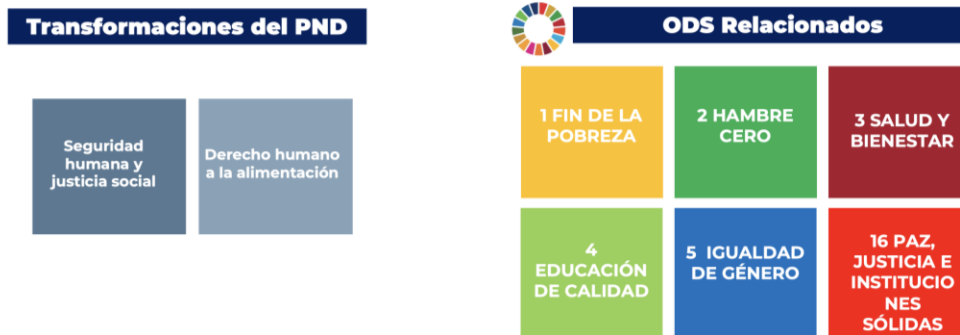 Transformaciones del PND
Seguridad
humana y
justicia social
Derecho humano
a la alimentación
ODS Relacionados
1 FIN DE LA
POBREZA
2 HAMBRE
CERO
3 SALUD Y
BIENESTAR
4
EDUCACIÓN
DE CALIDAD
5 IGUALDAD
DE GÉNERO
16 PAZ,
JUSTICIA E
INSTITUCIO
NES
SÓLIDAS